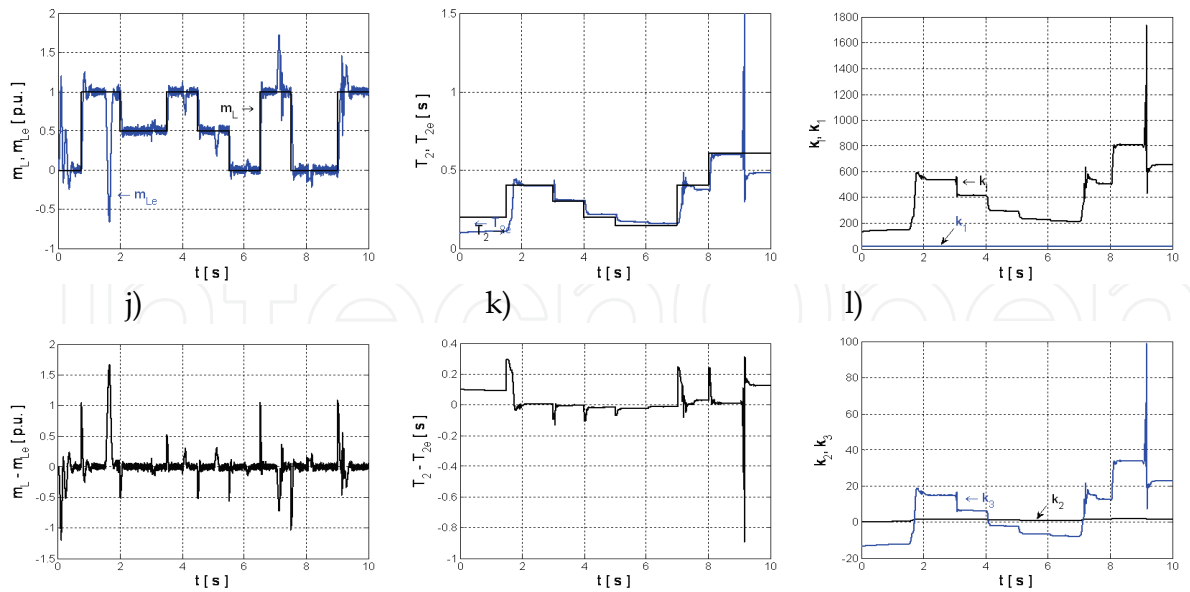 2
1.5
1
0.5
0
-0.5
-1
m_L, m_Le [ p.u. ]
m_L
m_Le
0 2 4 6 8 10
t [ s ]
1.5
1
0.5
0
T_2, T_2e [ s ]
T_2
0 2 4 6 8 10
t [ s ]
1800
1600
1400
1200
1000
800
600
400
200
0
k_1
k_1
0 2 4 6 8 10
t [ s ]
j)
k)
l)
InTechOpen
2
1.5
1
0.5
0
-0.5
-1
-1.5
m_L - m_Le [ p.u. ]
0 2 4 6 8 10
t [ s ]
0.4
0.2
0
-0.2
-0.4
-0.6
-0.8
-1
T_2 - T_2e [ s ]
0 2 4 6 8 10
t [ s ]
100
80
60
40
20
0
-20
k_2, k_3
k_3
k_2
0 2 4 6 8 10
t [ s ]